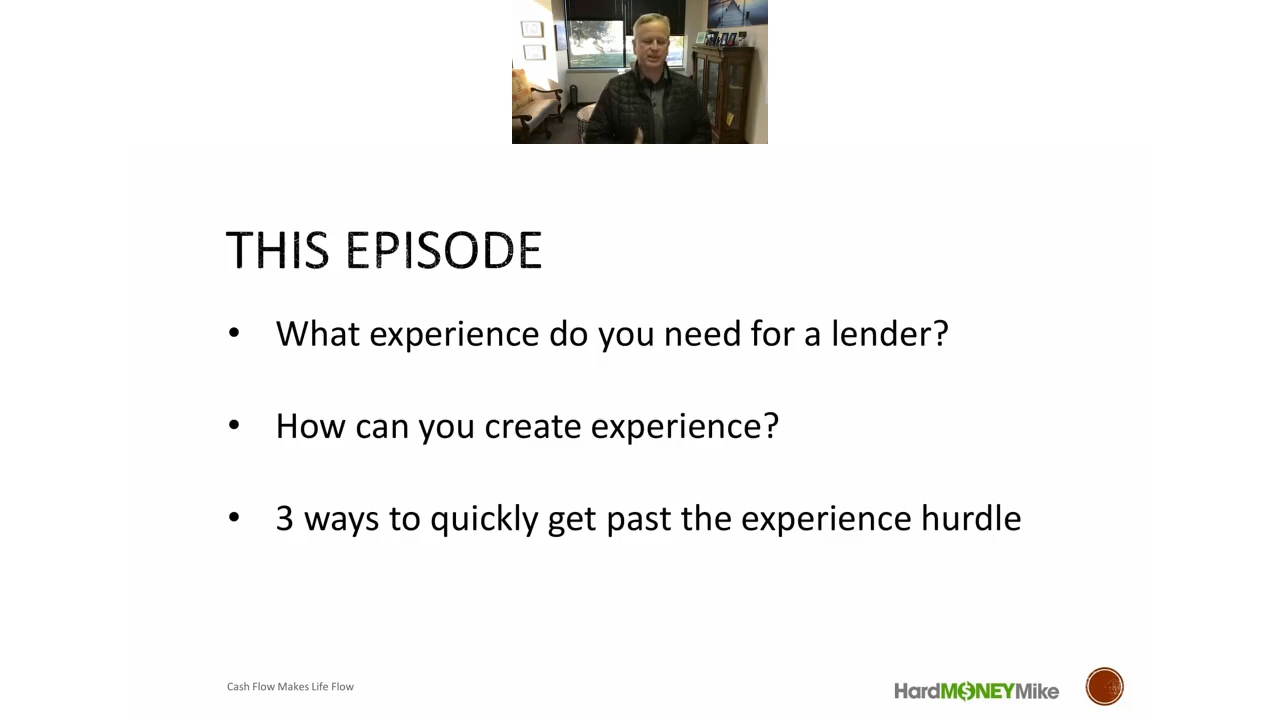 THIS EPISODE
• What experience do you need for a lender?
• How can you create experience?
• 3 ways to quickly get past the experience hurdle
Cash Flow Makes Life Flow
HardMONEYMike